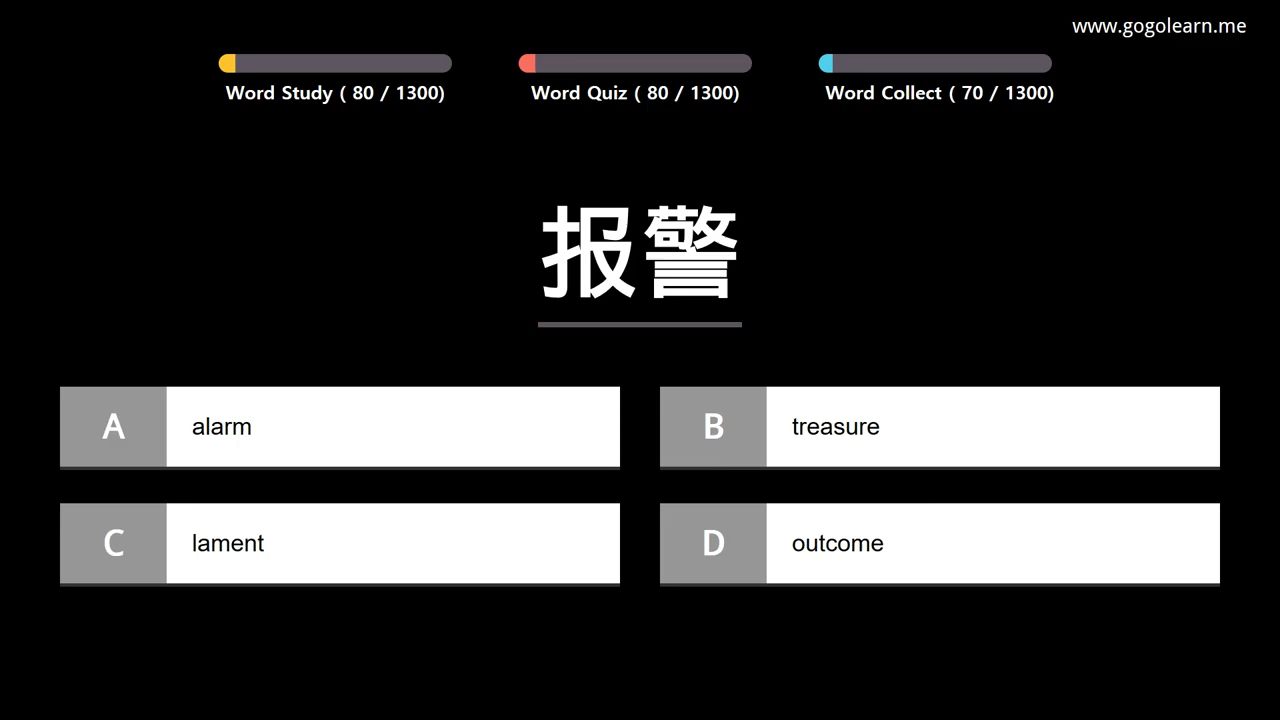 www.gogolearn.me
Word Study ( 80 / 1300)
Word Quiz ( 80 / 1300)
Word Collect ( 70 / 1300)
报警
A alarm
B treasure
C lament
D outcome